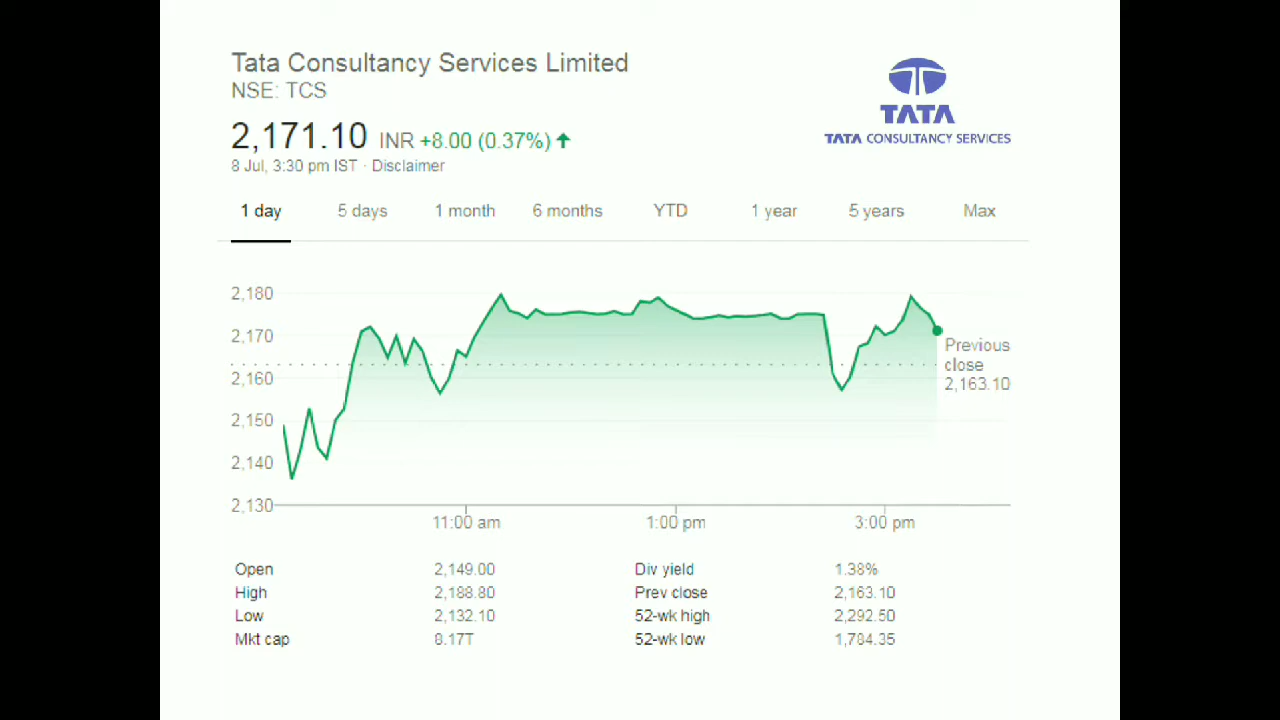 Tata Consultancy Services Limited
NSE: TCS
2,171.10 INR +8.00 (0.37%)
8 Jul, 3:30 pm IST · Disclaimer
TATA
TATA CONSULTANCY SERVICES
1 day 5 days 1 month 6 months YTD 1 year 5 years Max
2,180
2,170
2,160
2,150
2,140
2,130
Previous
close
2,163.10
11:00 am 1:00 pm 3:00 pm
Open 2,149.00 Div yield 1.38%
High 2,188.80 Prev close 2,163.10
Low 2,132.10 52-wk high 2,292.50
Mkt cap 8.17T 52-wk low 1,784.35